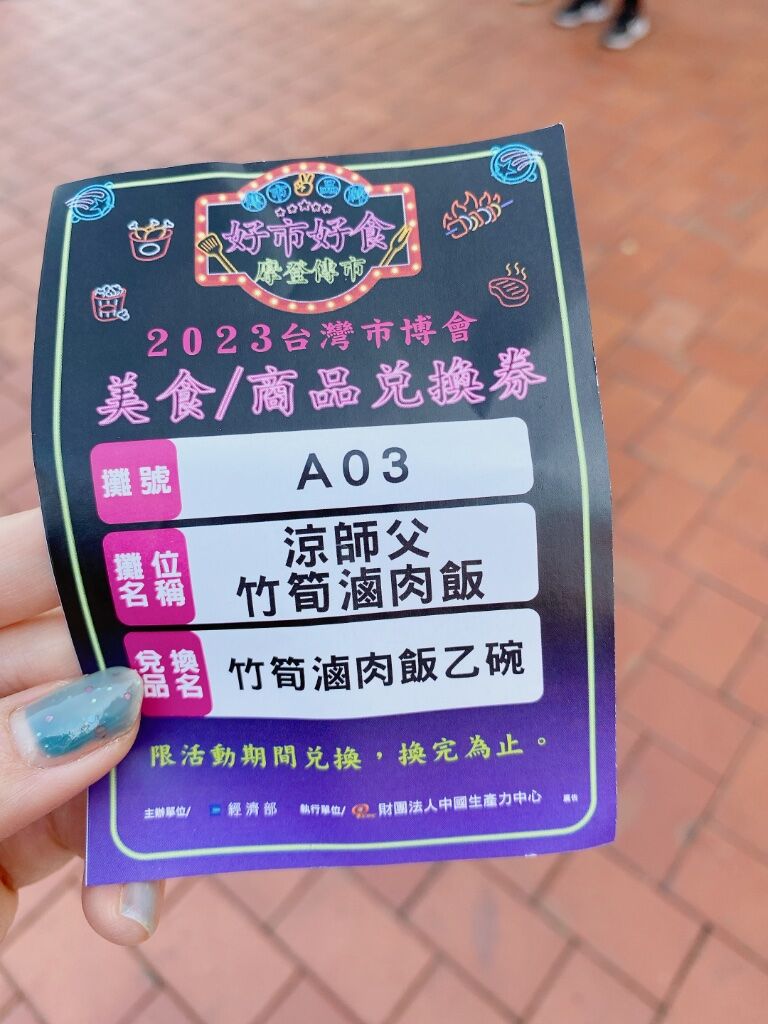 好市好食
摩登傳市
2023台灣市博會
美食/商品兌換券
攤號
A03
攤位
名稱
涼師父
竹筍滷肉飯
兌換
品名
竹筍滷肉飯乙碗
限活動期間兌換，換完為止。
主辦單位/ 經濟部 執行單位/ 財團法人中國生產力中心 廣告